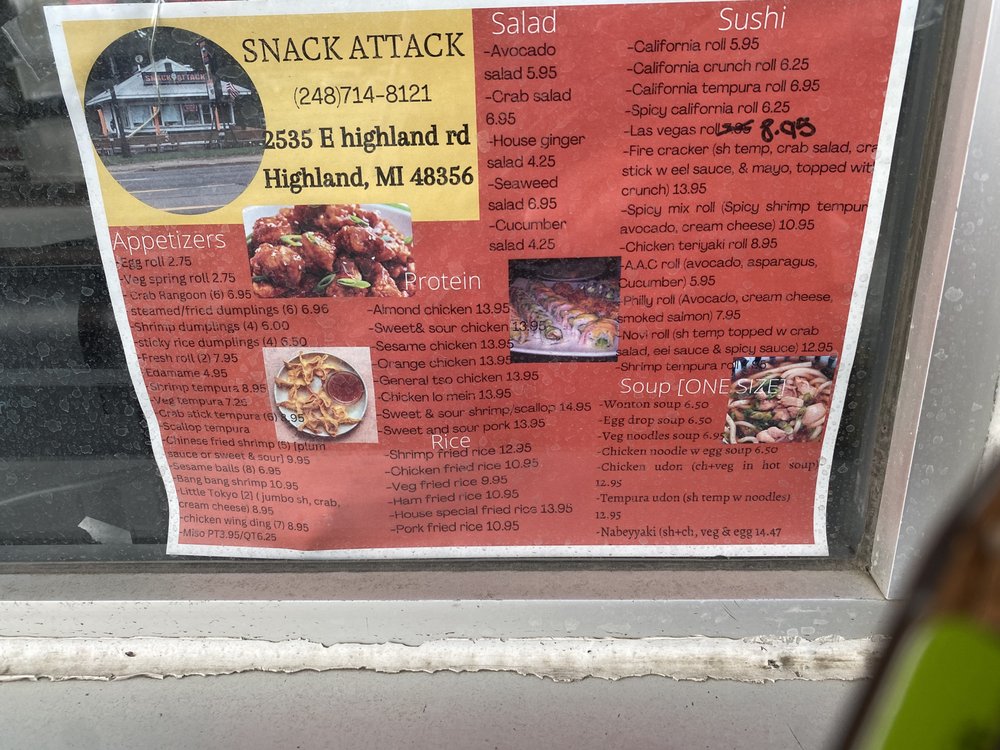 SNACK ATTACK
SNACK ATTACK
(248)714-8121
2535 E highland rd
Highland, MI 48356
Appetizers
-Egg roll 2.75
-Veg spring roll 2.75
-Crab Rangoon (6) 6.95
steamed/fried dumplings (6) 6.96
-Shrimp dumplings (4) 5.00
-sticky rice dumplings (4) 6.50
-Fresh roll (2) 7.95
-Edamame 4.95
-Shrimp tempura 8.95
-Veg tempura 7.25
-Crab stick tempura (6) 8.95
-Scallop tempura
-Chinese fried shrimp (5) [plum
sauce or sweet & sour] 9.95
-Sesame balls (8) 6.95
-Bang bang shrimp 10.95
-Little Tokyo [2] ( jumbo sh, crab,
cream cheese) 8.95
-chicken wing ding (7) 8.95
-Miso PT3.95/QT6.25
Protein
-Almond chicken 13.95
-Sweet& sour chicken 13.95
-Sesame chicken 13.95
-Orange chicken 13.95
-General tso chicken 13.95
-Chicken lo mein 13.95
-Sweet & sour shrimp/scallop 14.95
-Sweet and sour pork 13.95
Rice
-Shrimp fried rice 12.95
-Chicken fried rice 10.95
-Veg fried rice 9.95
-Ham fried rice 10.95
-House special fried rice 13.95
-Pork fried rice 10.95
Salad
-Avocado
salad 5.95
-Crab salad
6.95
-House ginger
salad 4.25
-Seaweed
salad 6.95
-Cucumber
salad 4.25
Sushi
-California roll 5.95
-California crunch roll 6.25
-California tempura roll 6.95
-Spicy california roll 6.25
-Las vegas roll 8.95
-Fire cracker (sh temp, crab salad, cra
stick w eel sauce, & mayo, topped with
crunch) 13.95
-Spicy mix roll (Spicy shrimp tempur
avocado, cream cheese) 10.95
-Chicken teriyaki roll 8.95
-A.A.C roll (avocado, asparagus,
Cucumber) 5.95
-Philly roll (Avocado, cream cheese,
smoked salmon) 7.95
-Novi roll (sh temp topped w crab
salad, eel sauce & spicy sauce) 12.95
-Shrimp tempura roll
Soup [ONE SIZE]
-Wonton soup 6.50
-Egg drop soup 6.50
-Veg noodles soup 6.95
-Chicken noodle w egg soup 6.50
-Chicken udon (ch+veg in hot soup)
12.95
-Tempura udon (sh temp w noodles)
12.95
-Nabeyyaki (sh+ch, veg & egg 14.47